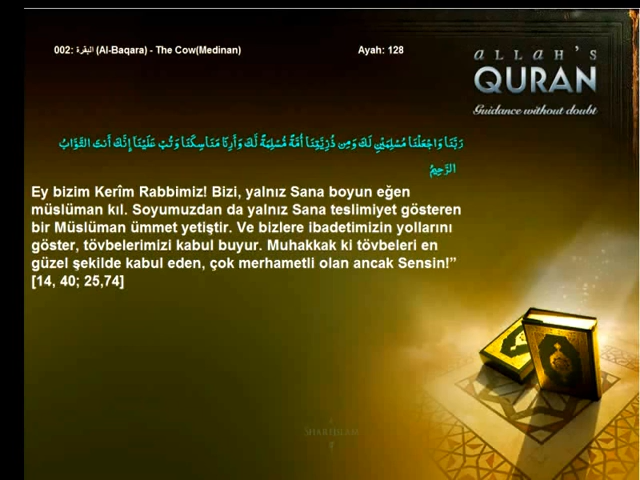 002: البقرة (Al-Baqara) - The Cow(Medinan) Ayah: 128
ALLAH'S
QURAN
Guidance without doubt
رَبَّنَا وَاجْعَلْنَا مُسْلِمَيْنِ لَكَ وَمِن ذُرِّيَّتِنَا أُمَّةً مُّسْلِمَةً لَّكَ وَأَرِنَا مَنَاسِكَنَا وَتُبْ عَلَيْنَا إِنَّكَ أَنتَ التَّوَّابُ
الرَّحِيمُ
Ey bizim Kerîm Rabbimiz! Bizi, yalnız Sana boyun eğen
müslüman kıl. Soyumuzdan da yalnız Sana teslimiyet gösteren
bir Müslüman ümmet yetiştir. Ve bizlere ibadetimizin yollarını
göster, tövbelerimizi kabul buyur. Muhakkak ki tövbeleri en
güzel şekilde kabul eden, çok merhametli olan ancak Sensin!”
[14, 40; 25,74]